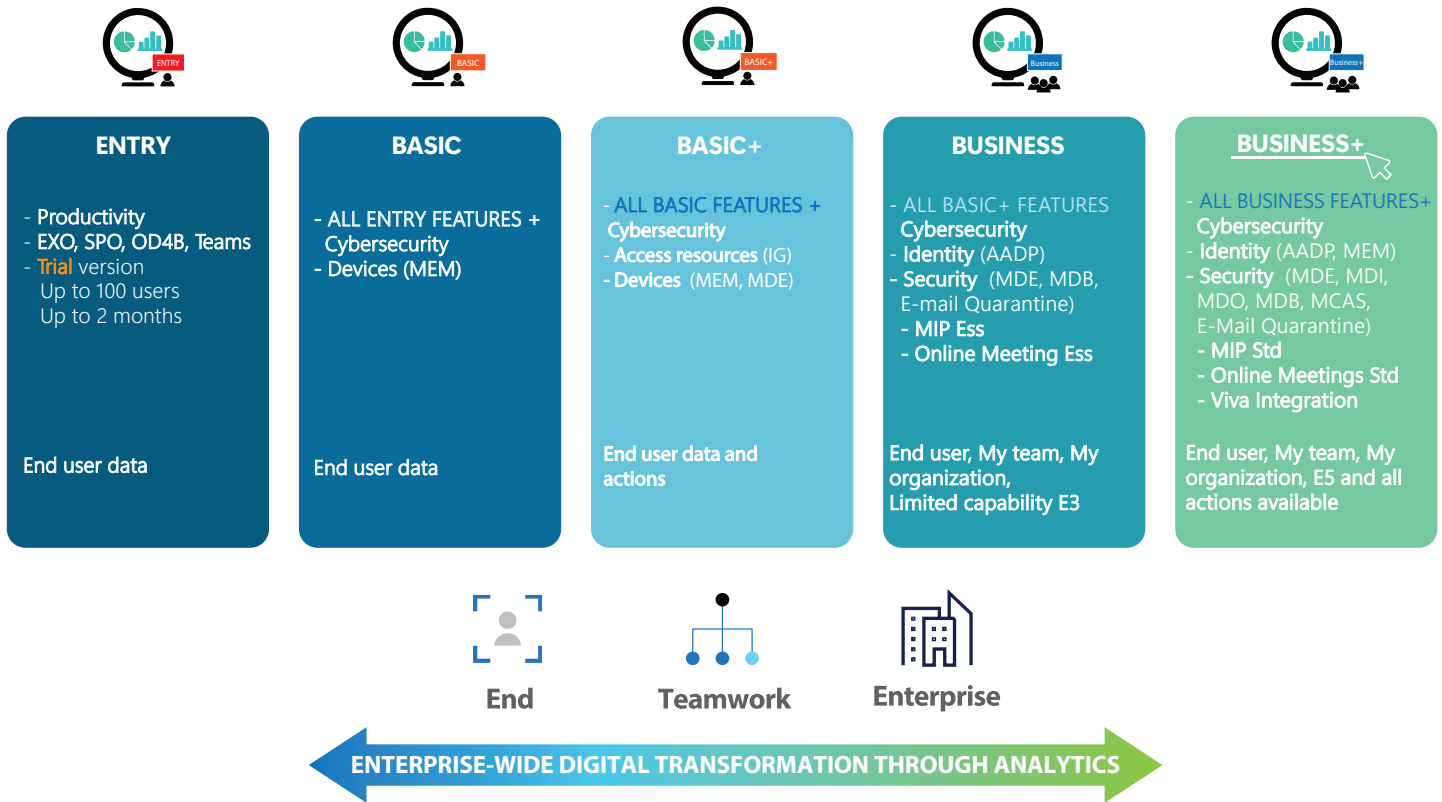 ENTRY
BASIC
BASIC+
Business
Business+
ENTRY
- Productivity
- EXO, SPO, OD4B, Teams
- Trial version
Up to 100 users
Up to 2 months
End user data
BASIC
- ALL ENTRY FEATURES +
Cybersecurity
- Devices (MEM)
End user data
BASIC+
- ALL BASIC FEATURES +
Cybersecurity
- Access resources (IG)
- Devices (MEM, MDE)
End user data and
actions
BUSINESS
- ALL BASIC+ FEATURES
Cybersecurity
- Identity (AADP)
- Security (MDE, MDB,
E-mail Quarantine)
- MIP Ess
- Online Meeting Ess
End user, My team, My
organization,
Limited capability E3
BUSINESS+
- ALL BUSINESS FEATURES+
Cybersecurity
- Identity (AADP, MEM)
- Security (MDE, MDI,
MDO, MDB, MCAS,
E-Mail Quarantine)
- MIP Std
- Online Meetings Std
- Viva Integration
End user, My team, My
organization, E5 and all
actions available
End
Teamwork
Enterprise
ENTERPRISE-WIDE DIGITAL TRANSFORMATION THROUGH ANALYTICS